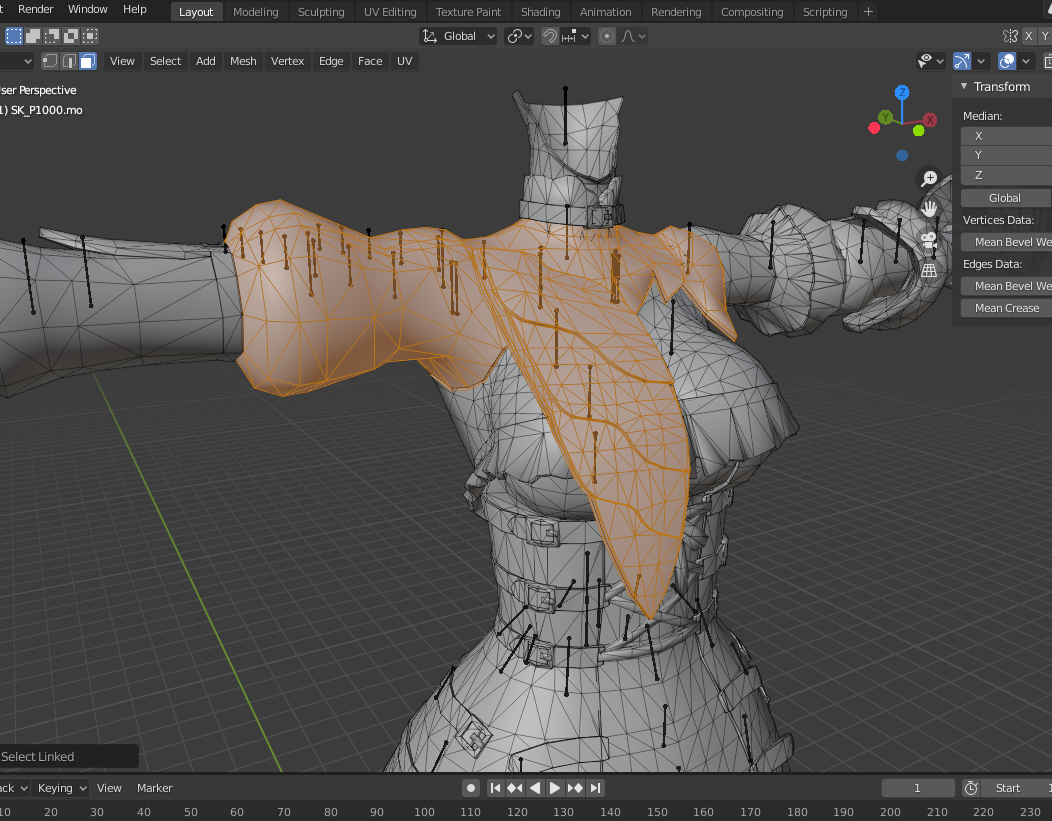 Render Window Help Layout Modeling Sculpting UV Editing Texture Paint Shading Animation Rendering Compositing Scripting +
Global X Y
View Select Add Mesh Vertex Edge Face UV
ser Perspective
1) SK_P1000.mo
Z
Y
X
Transform
Median:
X
Y
Z
Global
Vertices Data:
Mean Bevel We
Edges Data:
Mean Bevel We
Mean Crease
Select Linked
ack Keying View Marker 1 Start 1
10 20 30 40 50 60 70 80 90 100 110 120 130 140 150 160 170 180 190 200 210 220 230